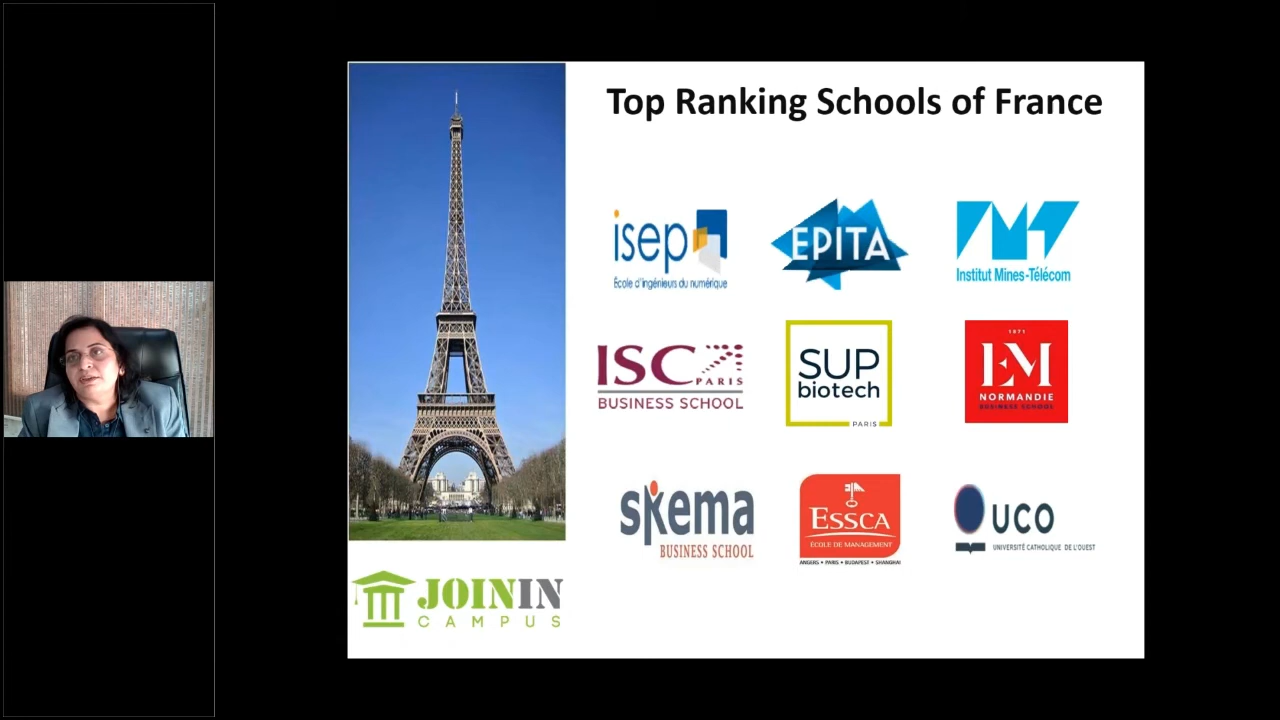 Top Ranking Schools of France
isep
École d'ingénieurs du numérique
EPITA
IMT
Institut Mines-Télécom
ISC
PARIS
BUSINESS SCHOOL
SUP
biotech
PARIS
1871
EM
NORMANDIE
BUSINESS SCHOOL
skema
BUSINESS SCHOOL
ESSCA
ÉCOLE DE MANAGEMENT
ANGERS • PARIS • BUDAPEST • SHANGHAI
UCO
UNIVERSITÉ CATHOLIQUE DE L'OUEST
JOININ
CAMPUS